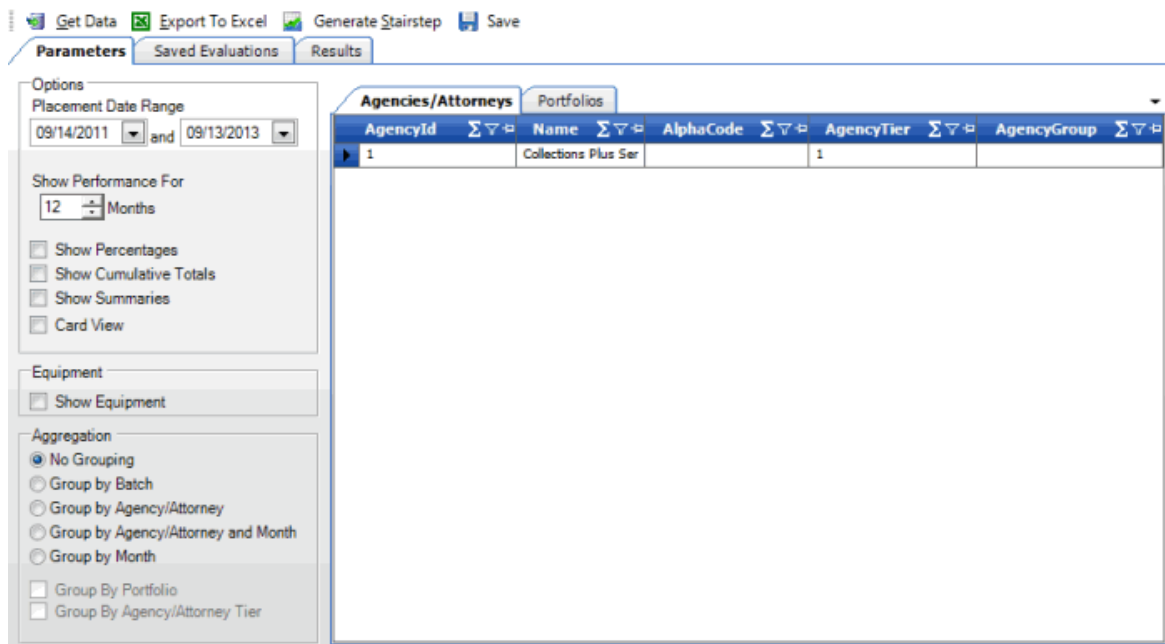 Get Data Export To Excel Generate Stairstep Save
Parameters Saved Evaluations Results
Options
Placement Date Range
09/14/2011 and 09/13/2013
Show Performance For
12 Months
Show Percentages
Show Cumulative Totals
Show Summaries
Card View
Equipment
Show Equipment
Aggregation
No Grouping
Group by Batch
Group by Agency/Attorney
Group by Agency/Attorney and Month
Group by Month
Group By Portfolio
Group By Agency/Attorney Tier
Agencies/Attorneys Portfolios
AgencyId Σ Name Σ AlphaCode Σ AgencyTier Σ AgencyGroup Σ
1 Collections Plus Ser 1